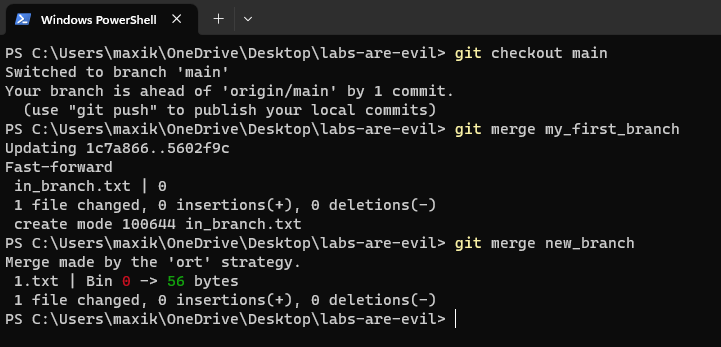 Windows PowerShell
PS C:\Users\maxik\OneDrive\Desktop\labs-are-evil> git checkout main
Switched to branch 'main'
Your branch is ahead of 'origin/main' by 1 commit.
  (use "git push" to publish your local commits)
PS C:\Users\maxik\OneDrive\Desktop\labs-are-evil> git merge my_first_branch
Updating 1c7a866..5602f9c
Fast-forward
 in_branch.txt | 0
 1 file changed, 0 insertions(+), 0 deletions(-)
 create mode 100644 in_branch.txt
PS C:\Users\maxik\OneDrive\Desktop\labs-are-evil> git merge new_branch
Merge made by the 'ort' strategy.
 1.txt | Bin 0 -> 56 bytes
 1 file changed, 0 insertions(+), 0 deletions(-)
PS C:\Users\maxik\OneDrive\Desktop\labs-are-evil>